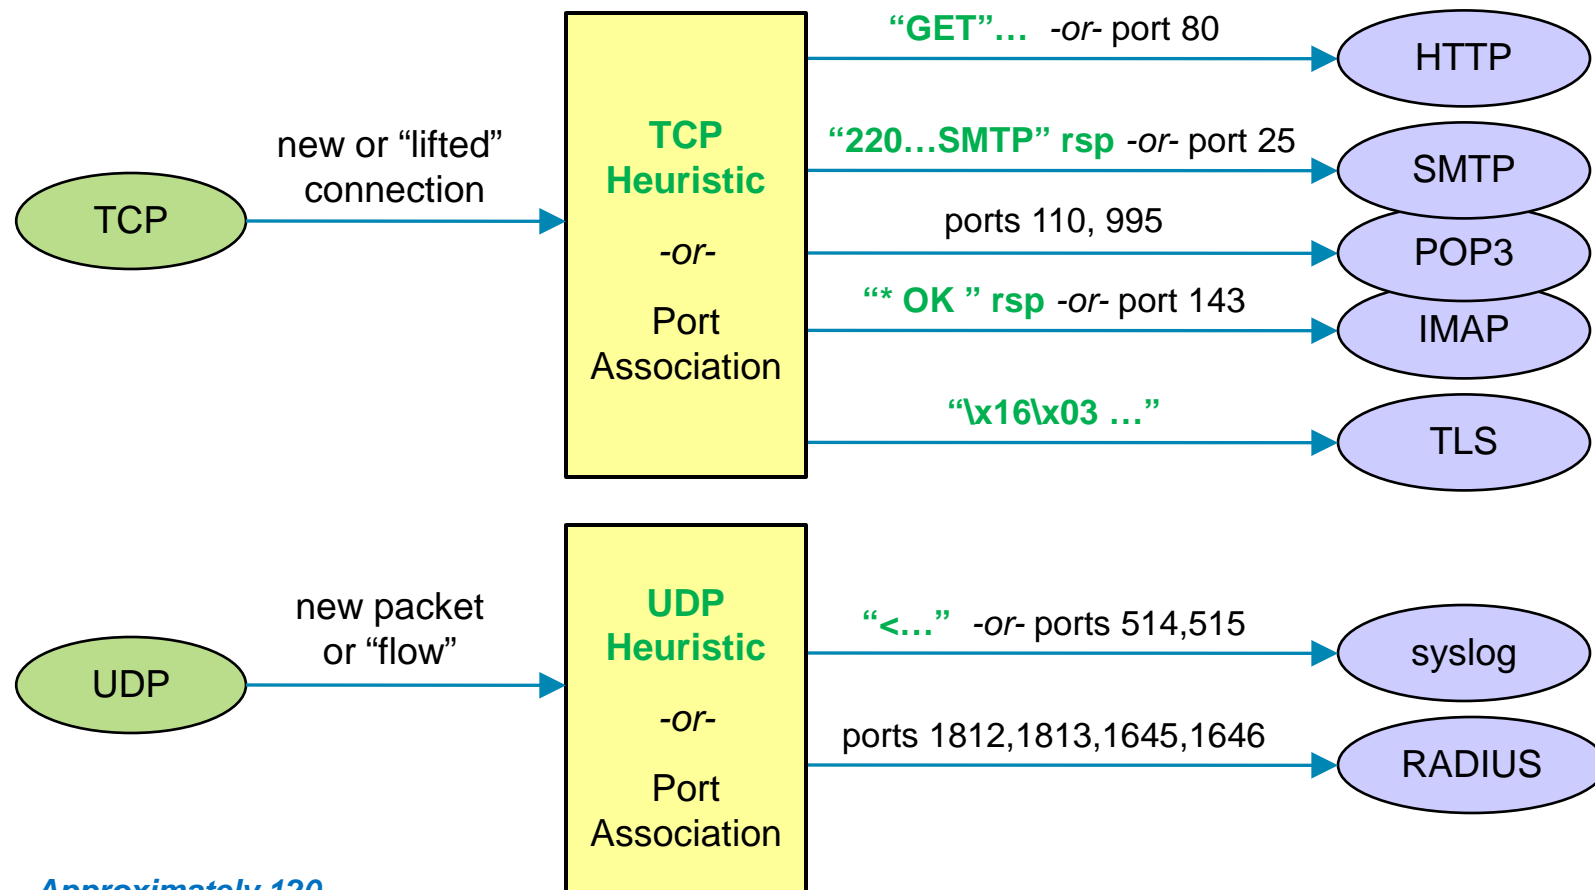 “GET”… -or- port 80
HTTP
new or “lifted”
connection
TCP
TCP
Heuristic
-or-
Port
Association
“220…SMTP” rsp -or- port 25
SMTP
ports 110, 995
POP3
“* OK ” rsp -or- port 143
IMAP
“\x16\x03 …”
TLS
new packet
or “flow”
UDP
UDP
Heuristic
-or-
Port
Association
“<…” -or- ports 514,515
syslog
ports 1812,1813,1645,1646
RADIUS
Approximately 120